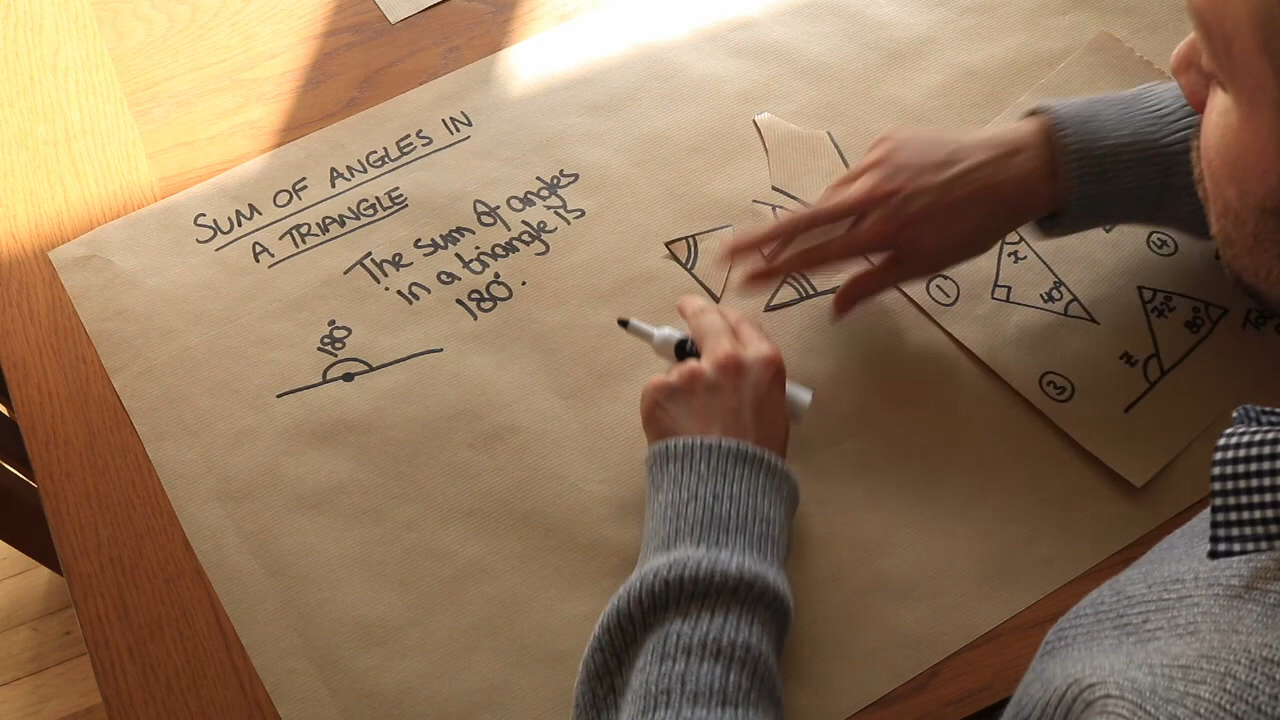 SUM OF ANGLES IN
A TRIANGLE
The sum of angles
in a triangle is
180°.
180°
1
x
40°
4
3
72°
80°
x